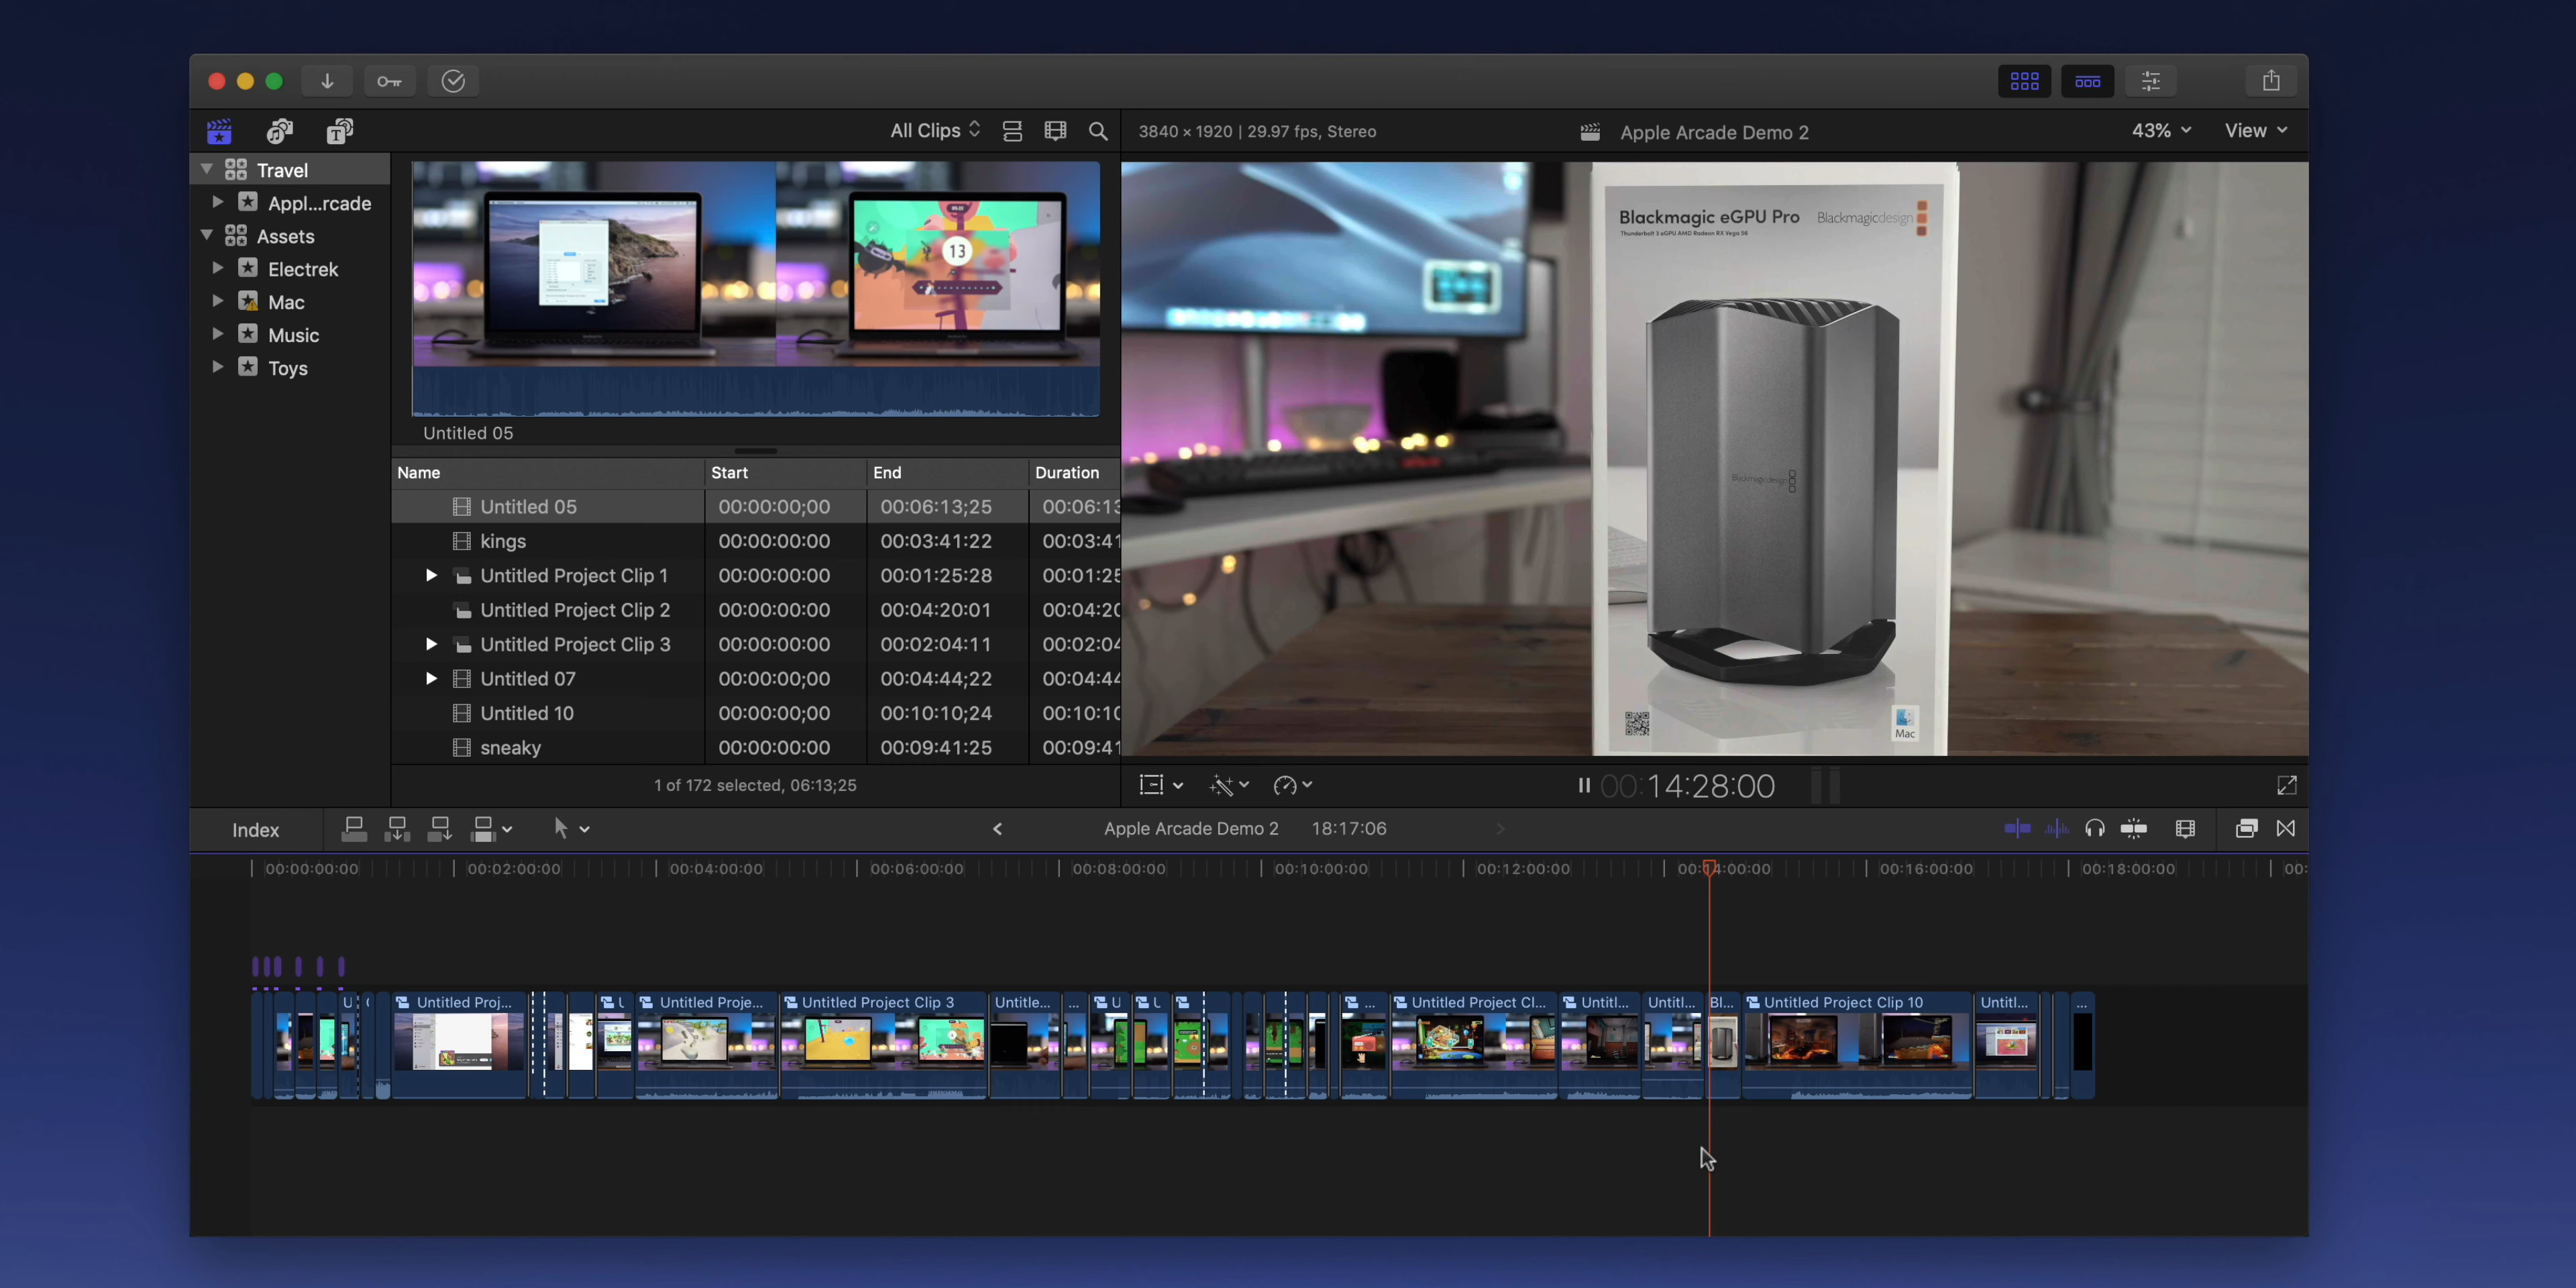 All Clips
3840 × 1920 | 29.97 fps, Stereo
Apple Arcade Demo 2
43%
View
Travel
Appl...rcade
Assets
Electrek
Mac
Music
Toys
13
Untitled 05
Name Start End Duration
Untitled 05 00:00:00;00 00:06:13;25 00:06:13
kings 00:00:00:00 00:03:41:22 00:03:41
Untitled Project Clip 1 00:00:00:00 00:01:25:28 00:01:25
Untitled Project Clip 2 00:00:00:00 00:04:20:01 00:04:20
Untitled Project Clip 3 00:00:00:00 00:02:04:11 00:02:04
Untitled 07 00:00:00;00 00:04:44;22 00:04:44
Untitled 10 00:00:00;00 00:10:10;24 00:10:10
sneaky 00:00:00:00 00:09:41:25 00:09:41
1 of 172 selected, 06:13;25
Blackmagic eGPU Pro Blackmagicdesign
Thunderbolt 3 eGPU AMD Radeon RX Vega 56
Blackmagicdesign
Mac
00:14:28:00
Index
Apple Arcade Demo 2 18:17:06
00:00:00:00 00:02:00:00 00:04:00:00 00:06:00:00 00:08:00:00 00:10:00:00 00:12:00:00 00:14:00:00 00:16:00:00 00:18:00:00 00:
U Untitled Proj... U Untitled Proje... Untitled Project Clip 3 Untitle... ... U U ... Untitled Project Cl... Untitl... Untitl... Bl... Untitled Project Clip 10 Untitl... ...